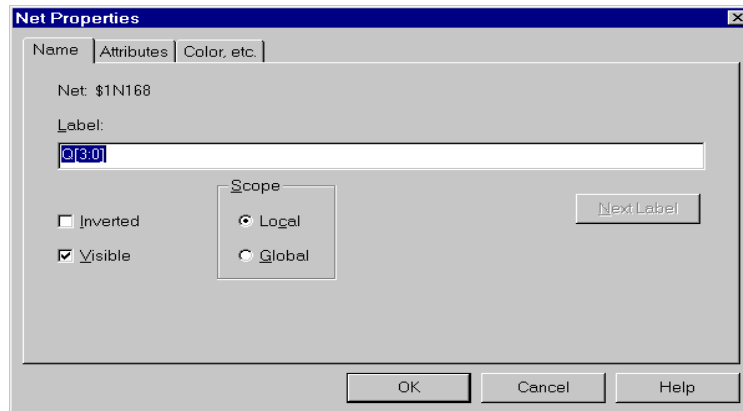 Net Properties
Name Attributes Color, etc.
Net: $1N168
Label:
Q[3:0]
Scope
Inverted
Local
Next Label
Visible
Global
OK Cancel Help